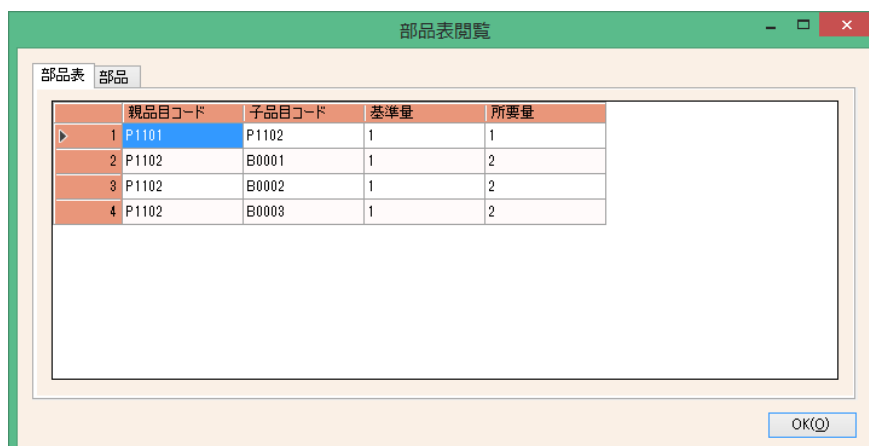 部品表閲覧
部品表 部品
親品目コード 子品目コード 基準量 所要量
1 P1101 P1102 1 1
2 P1102 B0001 1 2
3 P1102 B0002 1 2
4 P1102 B0003 1 2
OK(O)